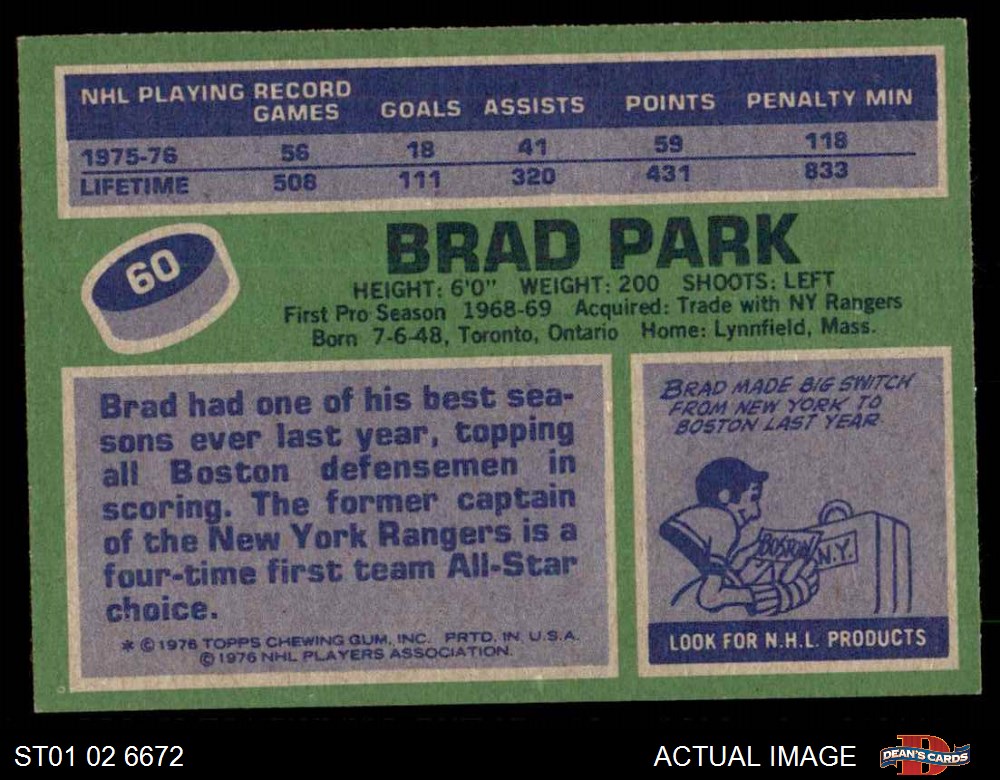 NHL PLAYING RECORD
GAMES GOALS ASSISTS POINTS PENALTY MIN
1975-76 56 18 41 59 118
LIFETIME 508 111 320 431 833
60
BRAD PARK
HEIGHT: 6'0" WEIGHT: 200 SHOOTS: LEFT
First Pro Season 1968-69 Acquired: Trade with NY Rangers
Born 7-6-48, Toronto, Ontario Home: Lynnfield, Mass.
Brad had one of his best sea-
sons ever last year, topping
all Boston defensemen in
scoring. The former captain
of the New York Rangers is a
four-time first team All-Star
choice.
* © 1976 TOPPS CHEWING GUM, INC. PRTD. IN U.S.A.
© 1976 NHL PLAYERS ASSOCIATION.
BRAD MADE BIG SWITCH
FROM NEW YORK TO
BOSTON LAST YEAR
BOSTON
N.Y.
LOOK FOR N.H.L. PRODUCTS
ST01 02 6672
ACTUAL IMAGE
D
DEAN'S CARDS